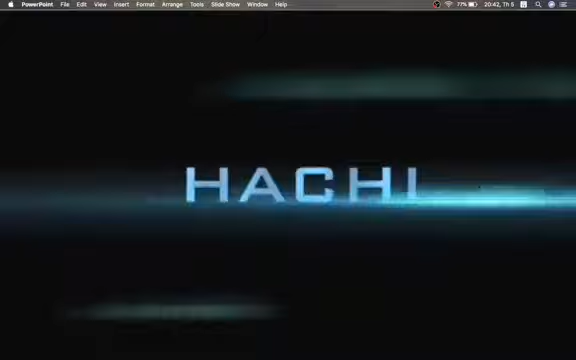 PowerPoint File Edit View Insert Format Arrange Tools Slide Show Window Help 77% 20:42, Th 5
HACHI